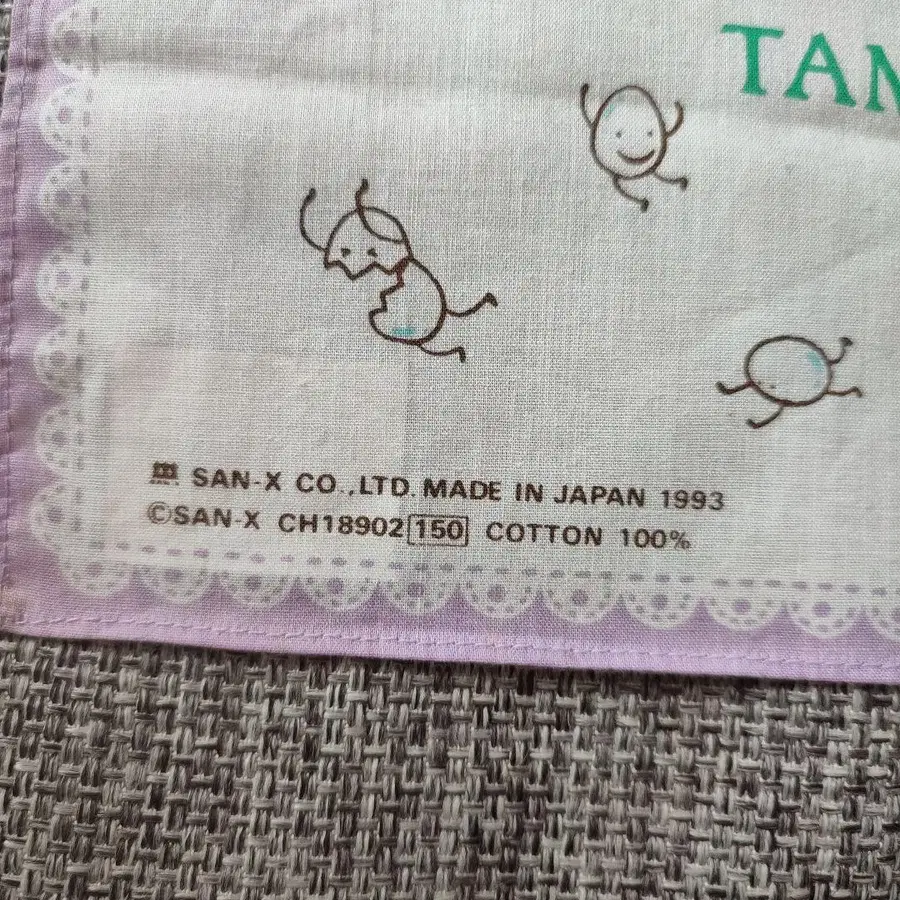 TAM
SAN-X CO.,LTD. MADE IN JAPAN 1993
©SAN-X CH18902 150 COTTON 100%